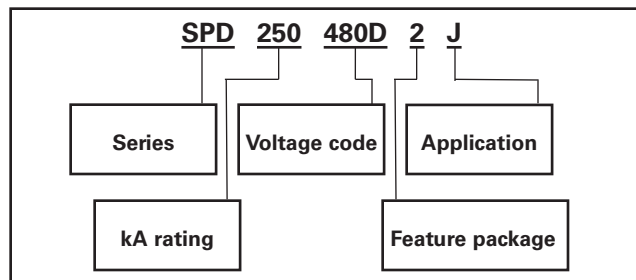 SPD 250 480D 2 J
Series
Voltage code
Application
kA rating
Feature package